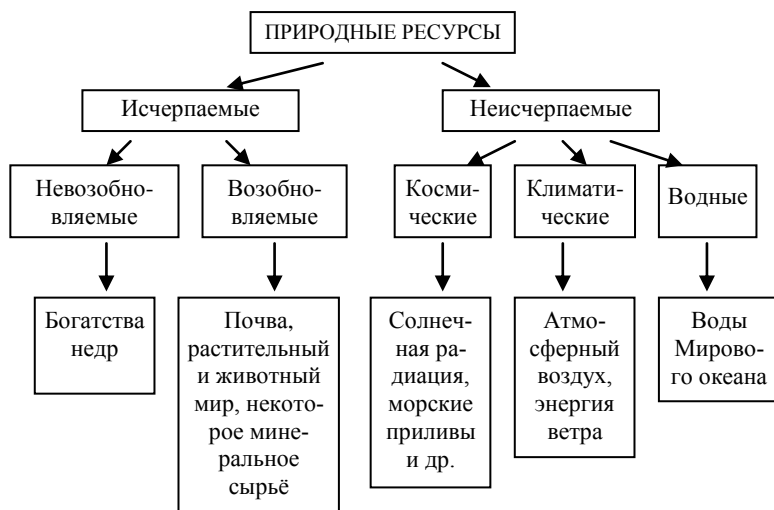 ПРИРОДНЫЕ РЕСУРСЫ
Исчерпаемые
Неисчерпаемые
Невозобно-
вляемые
Возобно-
вляемые
Косми-
ческие
Климати-
ческие
Водные
Богатства
недр
Почва,
растительный
и животный
мир, некото-
рое мине-
ральное
сырьё
Солнеч-
ная ра-
диация,
морские
приливы
и др.
Атмо-
сферный
воздух,
энергия
ветра
Воды
Мирово-
го океана